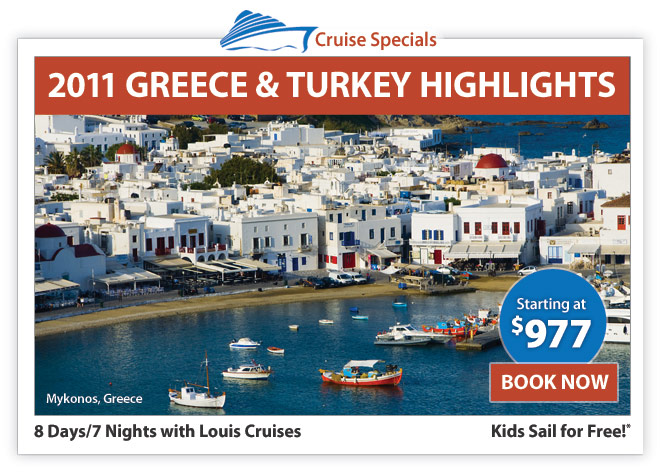 Cruise Specials
2011 GREECE & TURKEY HIGHLIGHTS
Starting at
$977
BOOK NOW
Mykonos, Greece
8 Days/7 Nights with Louis Cruises
Kids Sail for Free!*